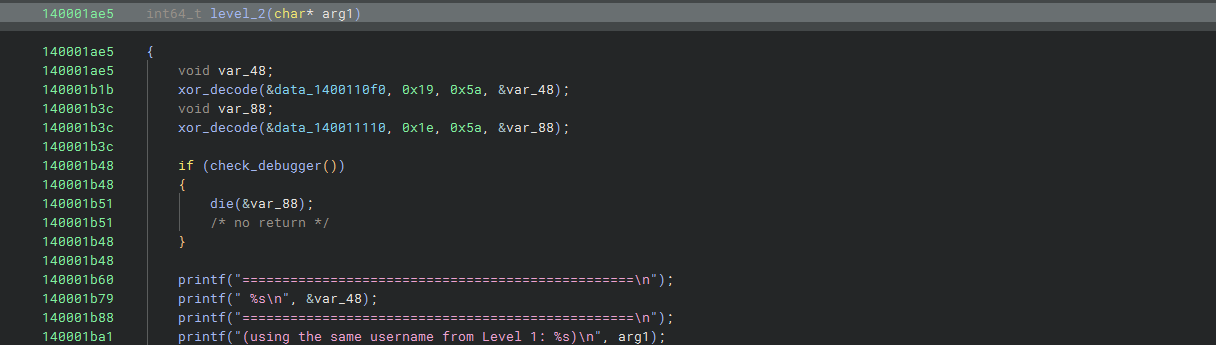 140001ae5 int64_t level_2(char* arg1)
140001ae5 {
140001ae5 void var_48;
140001b1b xor_decode(&data_1400110f0, 0x19, 0x5a, &var_48);
140001b3c void var_88;
140001b3c xor_decode(&data_140011110, 0x1e, 0x5a, &var_88);
140001b3c
140001b48 if (check_debugger())
140001b48 {
140001b51 die(&var_88);
140001b51 /* no return */
140001b48 }
140001b48
140001b60 printf("=================================================\n");
140001b79 printf(" %s\n", &var_48);
140001b88 printf("=================================================\n");
140001ba1 printf("(using the same username from Level 1: %s)\n", arg1);